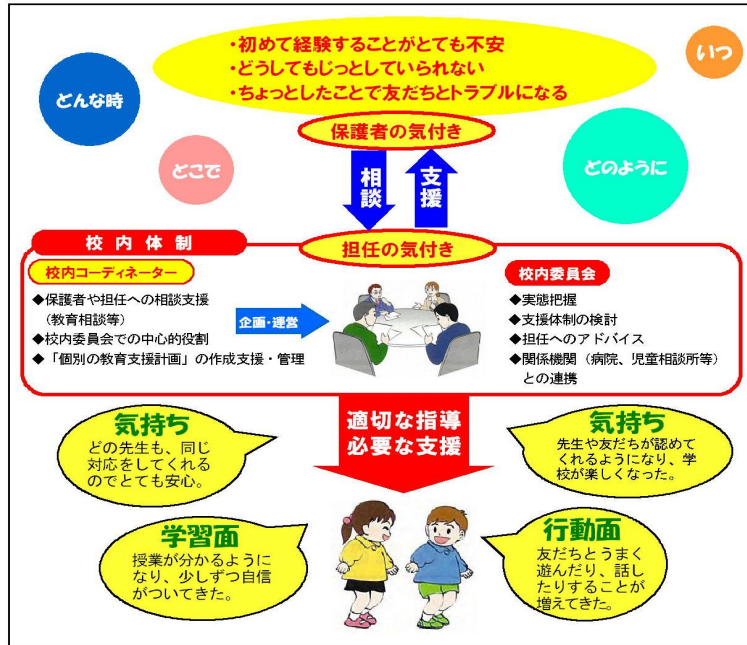 ・初めて経験することがとても不安
・どうしてもじっとしていられない
・ちょっとしたことで友だちとトラブルになる
いつ
どんな時
保護者の気付き
どこで
どのように
相談
支援
校内体制
担任の気付き
校内コーディネーター
◆保護者や担任への相談支援
（教育相談等）
◆校内委員会での中心的役割
◆「個別の教育支援計画」の作成支援・管理
企画・運営
校内委員会
◆実態把握
◆支援体制の検討
◆担任へのアドバイス
◆関係機関（病院、児童相談所等）
との連携
適切な指導
必要な支援
気持ち
どの先生も、同じ
対応をしてくれる
のでとても安心。
気持ち
先生や友だちが認めて
くれるようになり、学
校が楽しくなった。
学習面
授業が分かるように
なり、少しずつ自信
がついてきた。
行動面
友だちとうまく
遊んだり、話し
たりすることが
増えてきた。